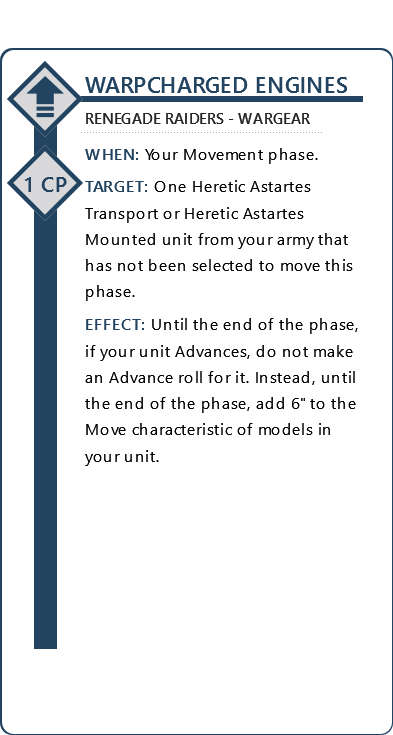 WARPCHARGED ENGINES
RENEGADE RAIDERS - WARGEAR
WHEN: Your Movement phase.
1 CP
TARGET: One Heretic Astartes
Transport or Heretic Astartes
Mounted unit from your army that
has not been selected to move this
phase.
EFFECT: Until the end of the phase,
if your unit Advances, do not make
an Advance roll for it. Instead, until
the end of the phase, add 6" to the
Move characteristic of models in
your unit.